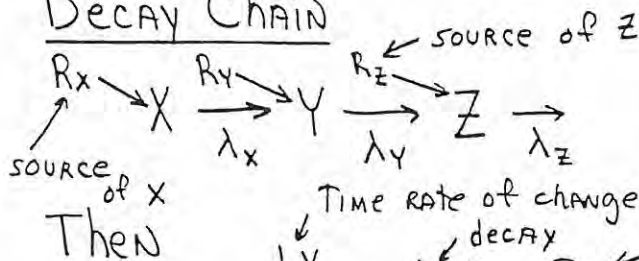 Decay Chain
source of Z
Rx Ry Rz
X Y Z
λx λy λz
source of X
Time rate of change
Then
decay